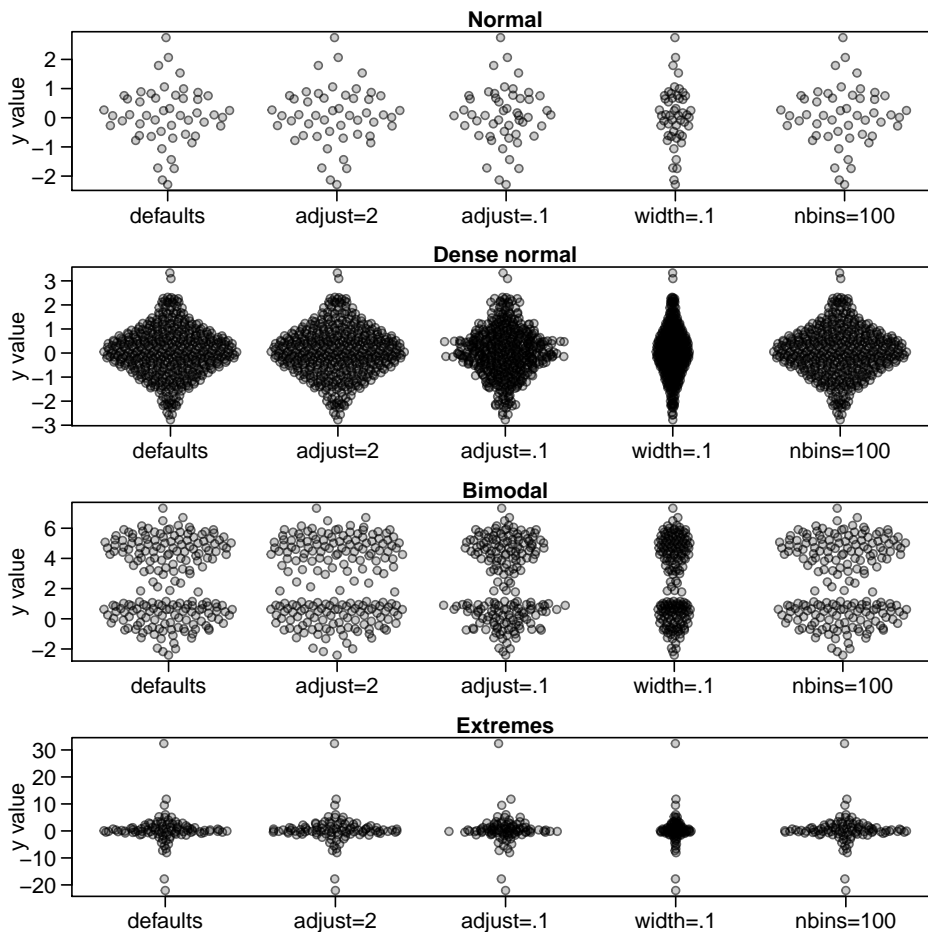 Normal
y value
2
1
0
−1
−2
defaults adjust=2 adjust=.1 width=.1 nbins=100
Dense normal
y value
3
2
1
0
−1
−2
−3
defaults adjust=2 adjust=.1 width=.1 nbins=100
Bimodal
y value
6
4
2
0
−2
defaults adjust=2 adjust=.1 width=.1 nbins=100
Extremes
y value
30
20
10
0
−10
−20
defaults adjust=2 adjust=.1 width=.1 nbins=100